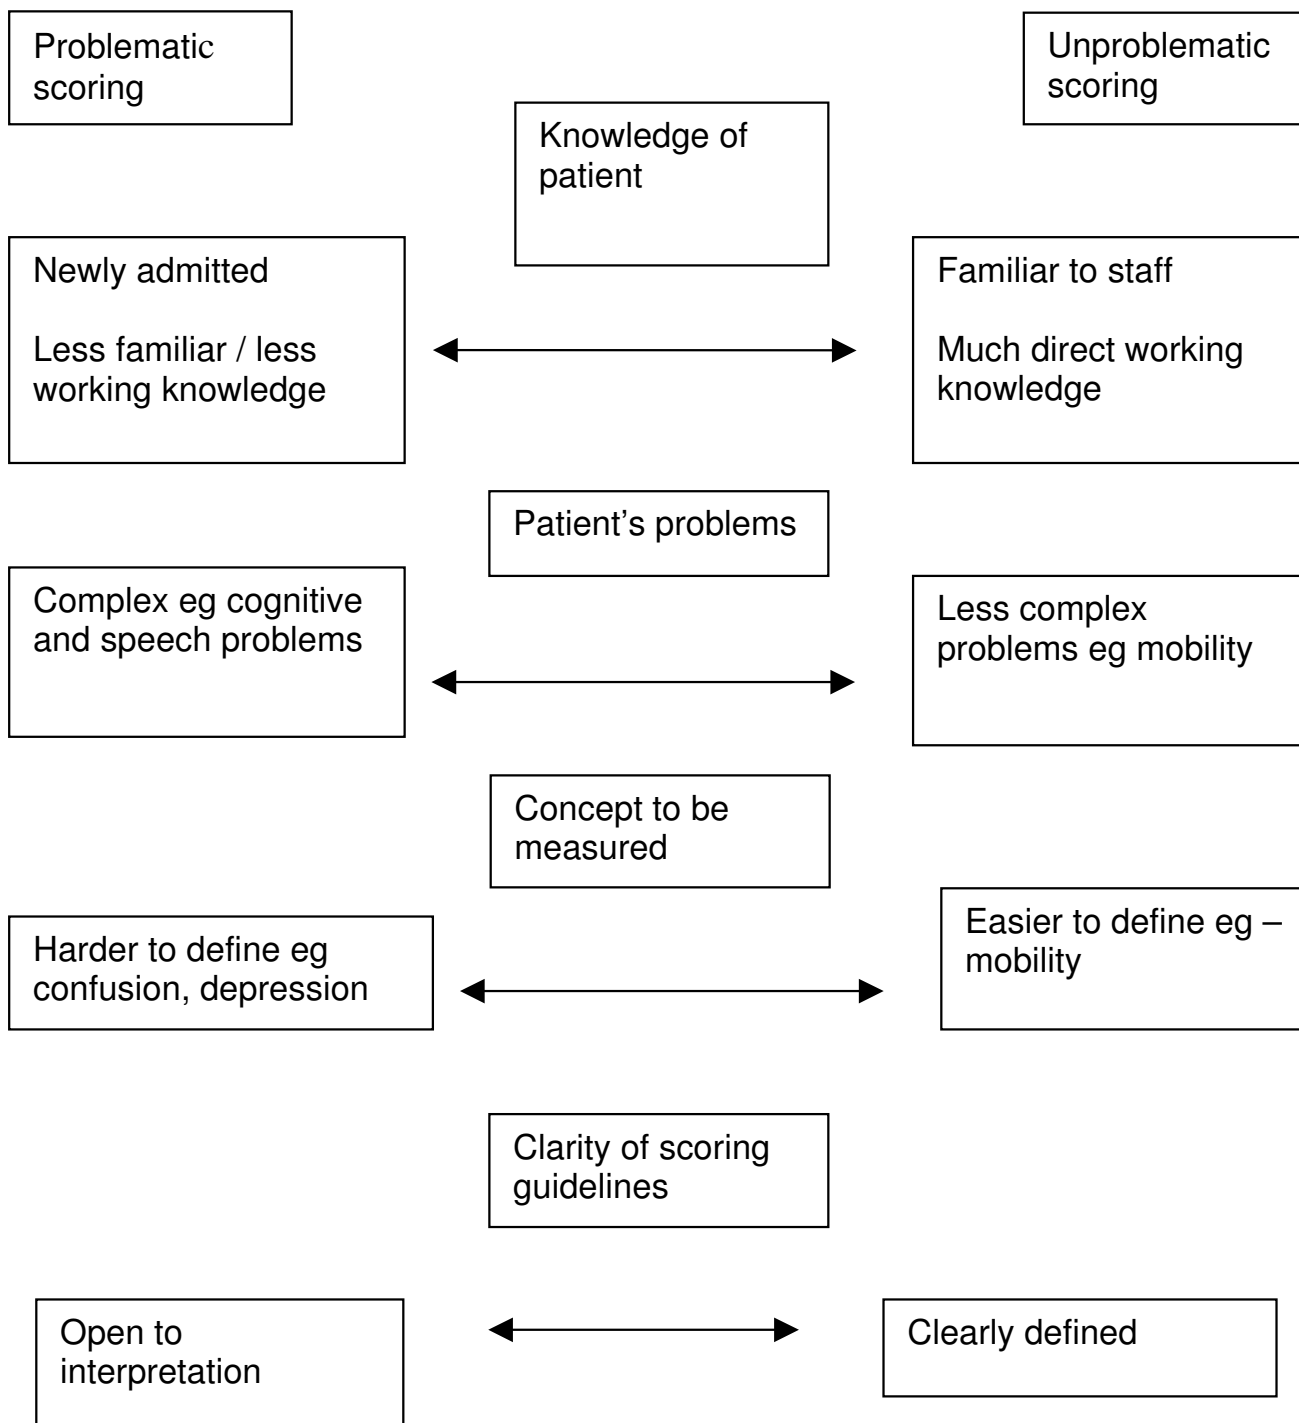 Problematic
scoring
Unproblematic
scoring
Knowledge of
patient
Newly admitted
Less familiar / less
working knowledge
Familiar to staff
Much direct working
knowledge
Patient’s problems
Complex eg cognitive
and speech problems
Less complex
problems eg mobility
Concept to be
measured
Harder to define eg
confusion, depression
Easier to define eg –
mobility
Clarity of scoring
guidelines
Open to
interpretation
Clearly defined